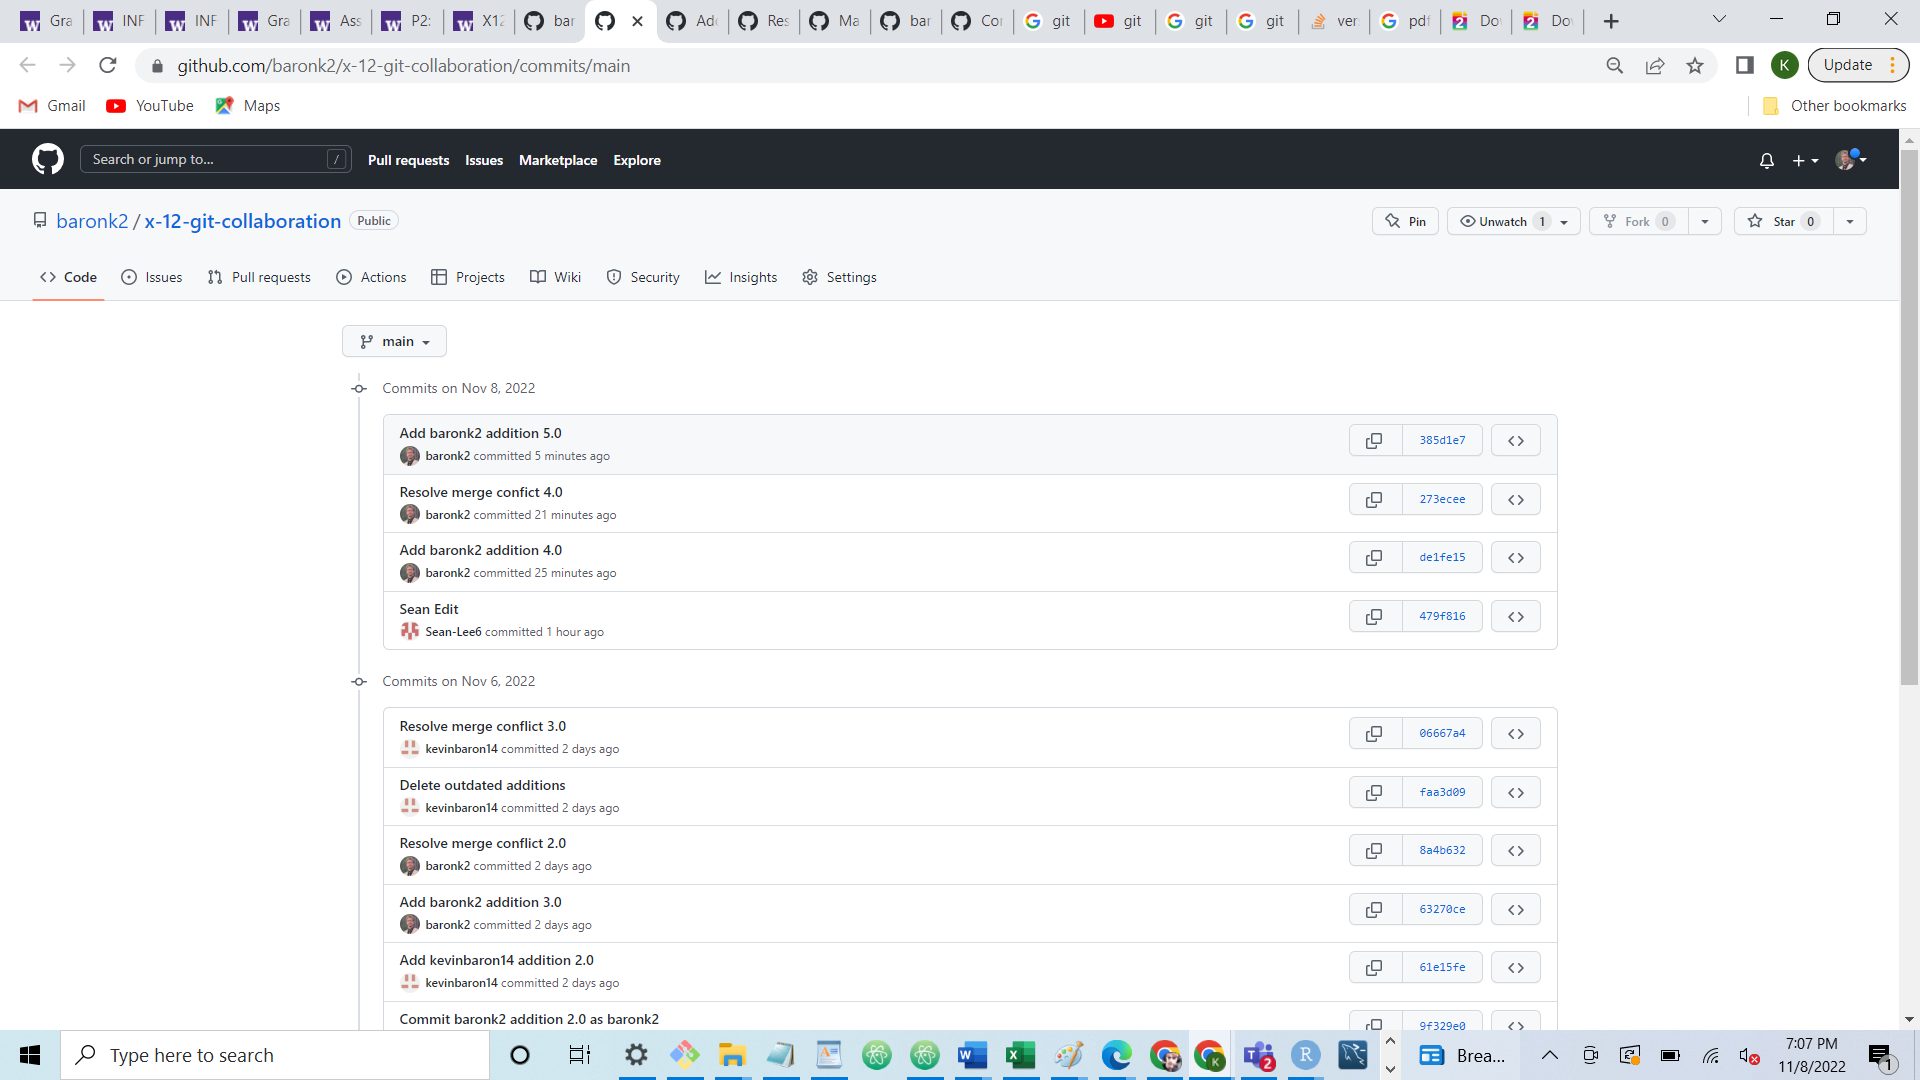 Gra
INF
INF
Gra
Ass
P2:
X12
bar
Add
Res
Ma
bar
Cor
git
git
git
git
ver
pdf
Do
Do
github.com/baronk2/x-12-git-collaboration/commits/main
K
Update
Gmail
YouTube
Maps
Other bookmarks
Search or jump to...
/
Pull requests
Issues
Marketplace
Explore
baronk2 / x-12-git-collaboration
Public
Pin
Unwatch 1
Fork 0
Star 0
Code
Issues
Pull requests
Actions
Projects
Wiki
Security
Insights
Settings
main
Commits on Nov 8, 2022
Add baronk2 addition 5.0
baronk2 committed 5 minutes ago
385d1e7
Resolve merge confict 4.0
baronk2 committed 21 minutes ago
273ecee
Add baronk2 addition 4.0
baronk2 committed 25 minutes ago
de1fe15
Sean Edit
Sean-Lee6 committed 1 hour ago
479f816
Commits on Nov 6, 2022
Resolve merge conflict 3.0
kevinbaron14 committed 2 days ago
06667a4
Delete outdated additions
kevinbaron14 committed 2 days ago
faa3d09
Resolve merge conflict 2.0
baronk2 committed 2 days ago
8a4b632
Add baronk2 addition 3.0
baronk2 committed 2 days ago
63270ce
Add kevinbaron14 addition 2.0
kevinbaron14 committed 2 days ago
61e15fe
Commit baronk2 addition 2.0 as baronk2
9f329e0
Type here to search
Brea...
7:07 PM
11/8/2022
1